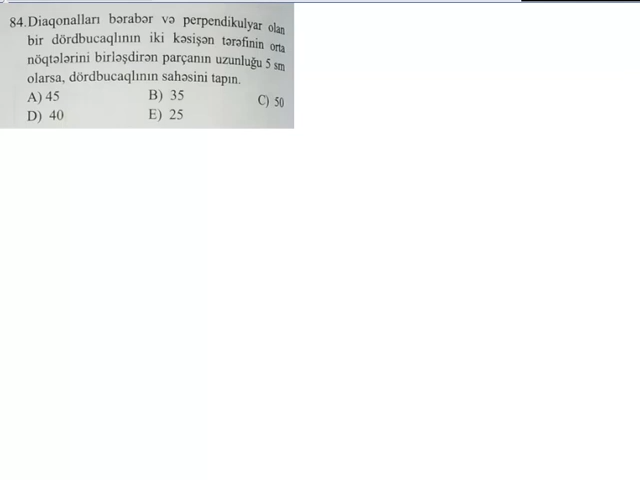 84.Diaqonalları bərabər və perpendikulyar olan
bir dördbucaqlının iki kəsişən tərəfinin orta
nöqtələrini birləşdirən parçanın uzunluğu 5 sm
olarsa, dördbucaqlının sahəsini tapın.
A) 45 B) 35 C) 50
D) 40 E) 25